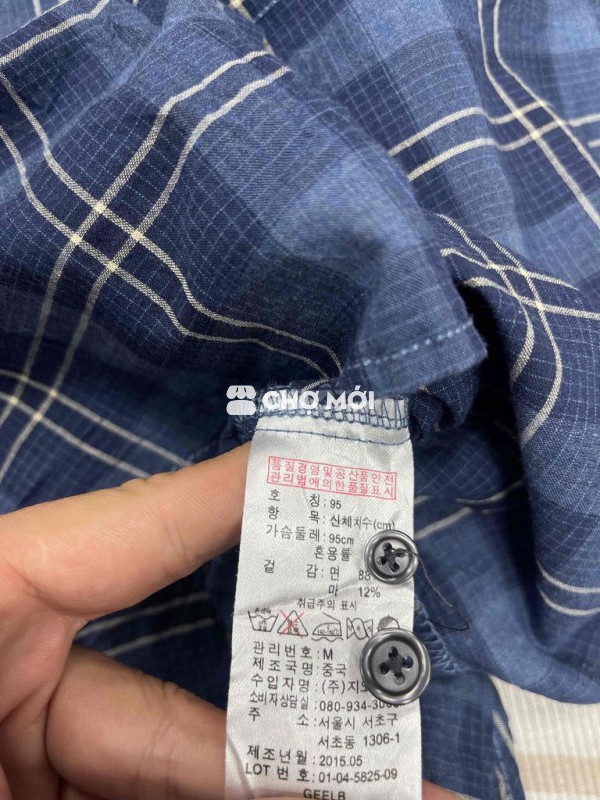 CHỢ MỚI
품질경영및공산품안전
관리법에의한품질표시
호 칭 : 95
항 목 : 신체치수(cm)
가슴둘레 : 95cm
혼용률
겉 감 : 면 88
마 12%
취급주의 표시
관리번호 : M
제조국명 : 중국
수입자명 : (주)지오
소비자상담실 : 080-934-3000
주 소 : 서울시 서초구
서초동 1306-1
제조년월 : 2015.05
LOT 번호 : 01-04-5825-09
GEELB